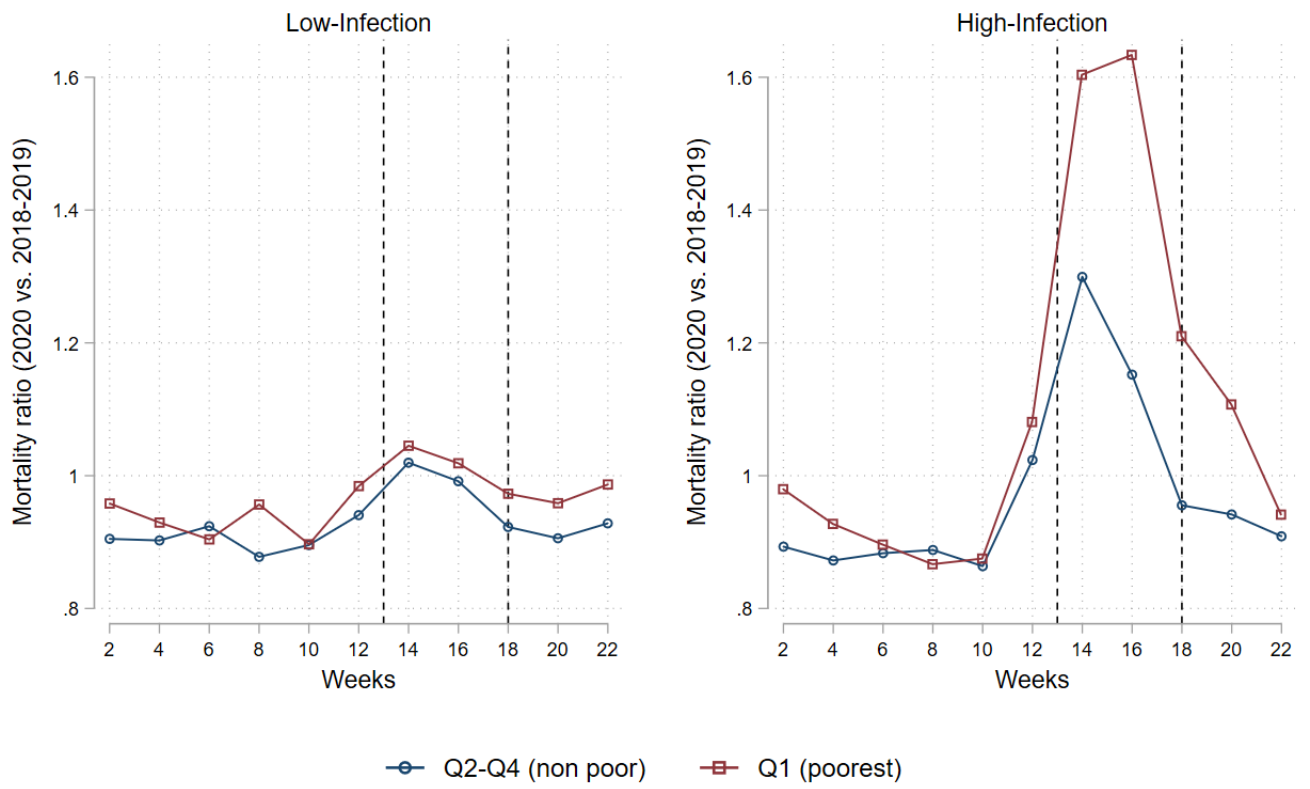 Low-Infection
Mortality ratio (2020 vs. 2018-2019)
1.6
1.4
1.2
1
.8
2 4 6 8 10 12 14 16 18 20 22
Weeks
High-Infection
Mortality ratio (2020 vs. 2018-2019)
1.6
1.4
1.2
1
.8
2 4 6 8 10 12 14 16 18 20 22
Weeks
Q2-Q4 (non poor) Q1 (poorest)